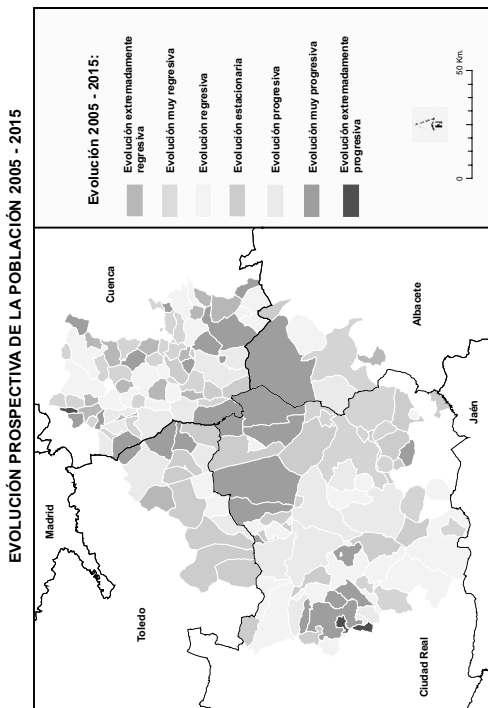 EVOLUCIÓN PROSPECTIVA DE LA POBLACIÓN 2005 - 2015
Madrid
Cuenca
Toledo
Albacete
Jaén
Ciudad Real
Evolución 2005 - 2015:
Evolución extremadamente
regresiva
Evolución muy regresiva
Evolución regresiva
Evolución estacionaria
Evolución progresiva
Evolución muy progresiva
Evolución extremadamente
progresiva
N
0 50 Km.